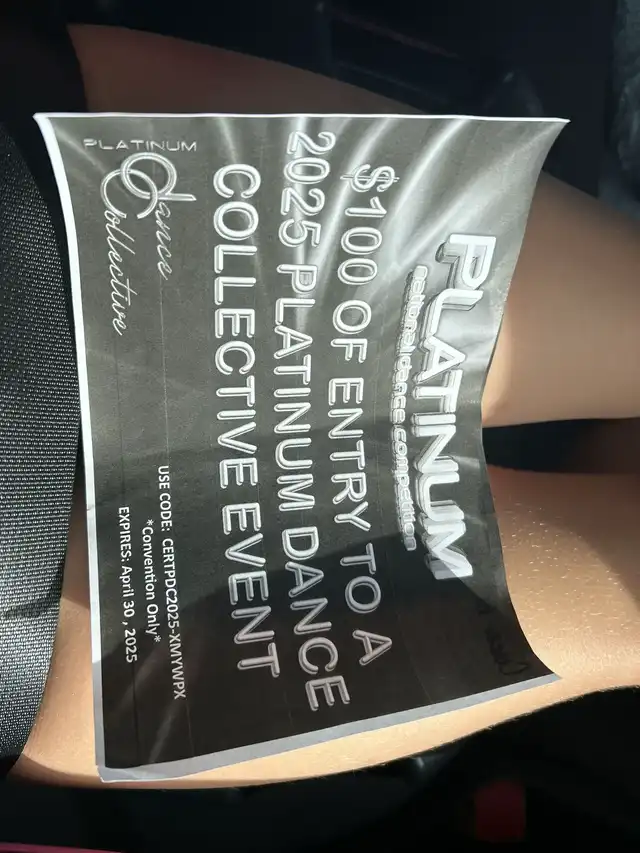 PLATINUM
national dance competition
$100 OF ENTRY TO A
2025 PLATINUM DANCE
COLLECTIVE EVENT
PLATINUM
Dance
Collective
USE CODE: CERTPDC2025-XMYWPX
*Convention Only*
EXPIRES: April 30, 2025